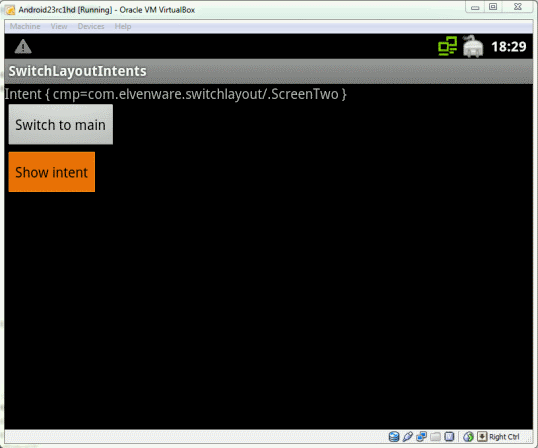 Android23rc1hd [Running] - Oracle VM VirtualBox
Machine View Devices Help
18:29
SwitchLayoutIntents
Intent { cmp=com.elvenware.switchlayout/.ScreenTwo }
Switch to main
Show intent
Right Ctrl